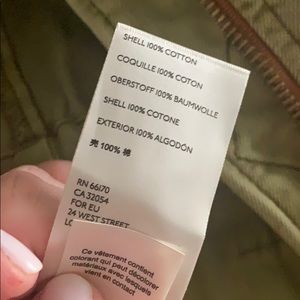 SHELL 100% COTTON
COQUILLE 100% COTON
OBERSTOFF 100% BAUMWOLLE
SHELL 100% COTONE
EXTERIOR 100% ALGODÓN
売 100% 棉
RN 66170
CA 32054
FOR EU
24 WEST STREET
LO
Ce vêtement contient
colorant qui peut décolorer
matériaux avec lesquels
vient en contact